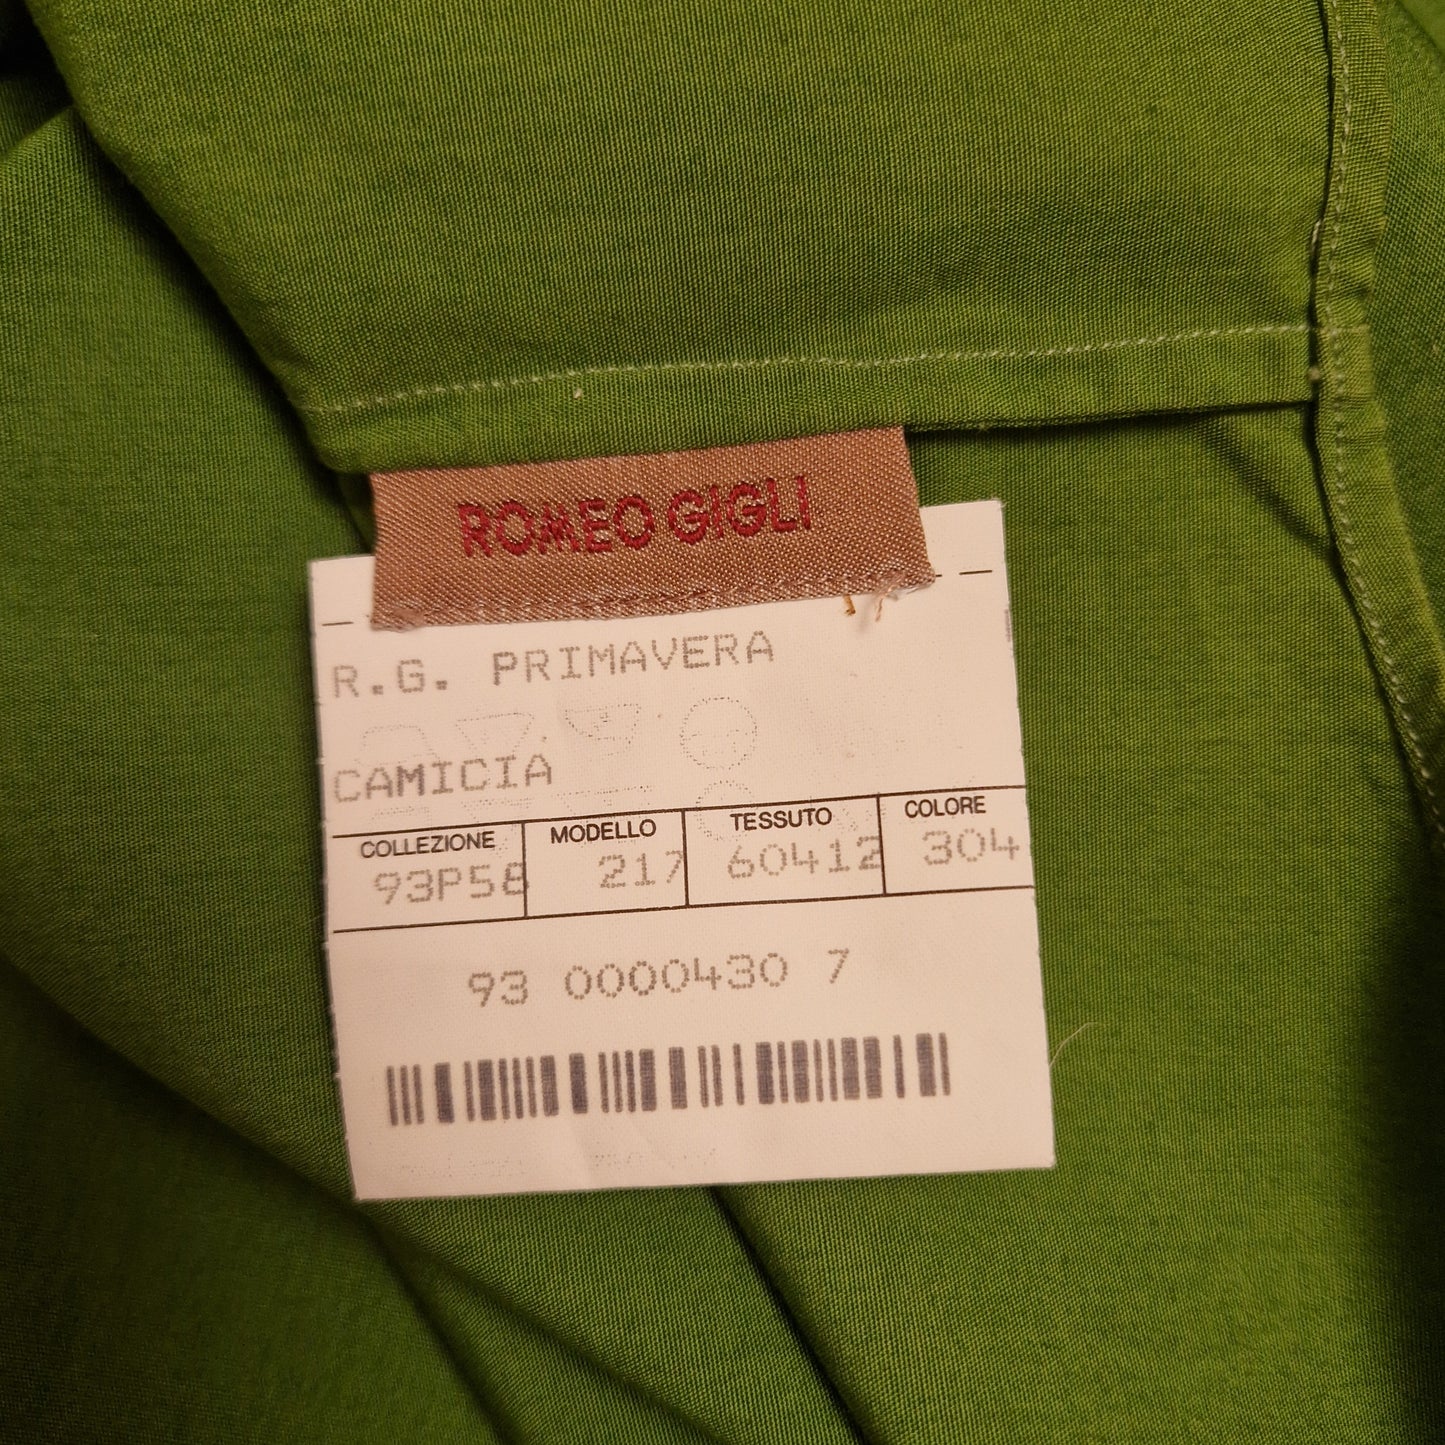 ROMEO GIGLI
R.G. PRIMAVERA
CAMICIA
COLLEZIONE MODELLO TESSUTO COLORE
93P58 217 60412 304
93 0000430 7